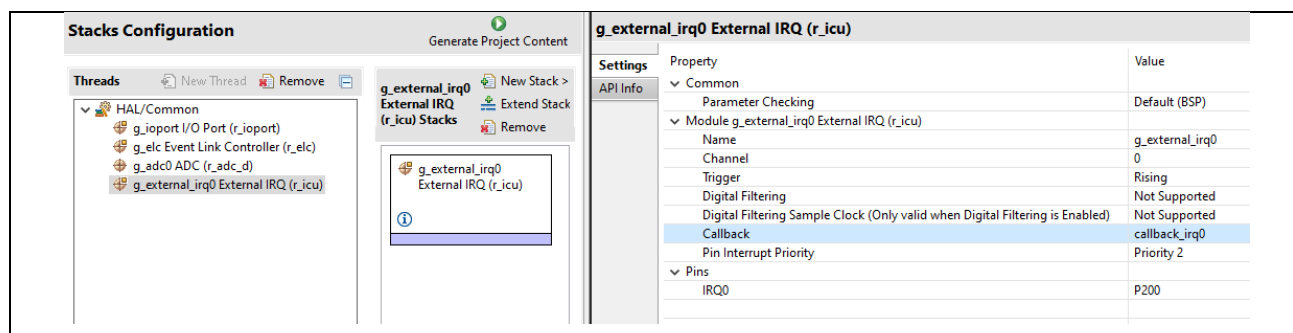 Stacks Configuration
Generate Project Content
Threads
New Thread
Remove
HAL/Common
g_ioport I/O Port (r_ioport)
g_elc Event Link Controller (r_elc)
g_adc0 ADC (r_adc_d)
g_external_irq0 External IRQ (r_icu)
g_external_irq0
External IRQ
(r_icu) Stacks
New Stack >
Extend Stack
Remove
g_external_irq0
External IRQ (r_icu)
g_external_irq0 External IRQ (r_icu)
Settings
API Info
Property Value
Common
Parameter Checking Default (BSP)
Module g_external_irq0 External IRQ (r_icu)
Name g_external_irq0
Channel 0
Trigger Rising
Digital Filtering Not Supported
Digital Filtering Sample Clock (Only valid when Digital Filtering is Enabled) Not Supported
Callback callback_irq0
Pin Interrupt Priority Priority 2
Pins
IRQ0 P200